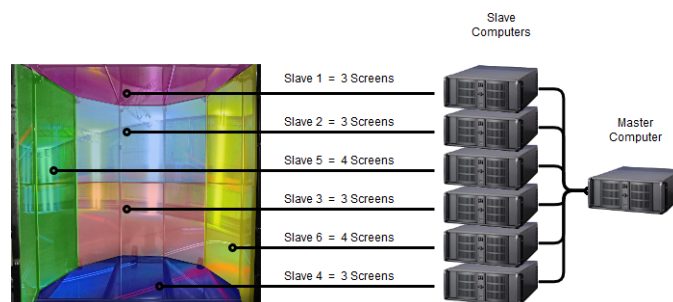 Slave
Computers
Slave 1 = 3 Screens
Slave 2 = 3 Screens
Master
Computer
Slave 5 = 4 Screens
Slave 3 = 3 Screens
Slave 6 = 4 Screens
Slave 4 = 3 Screens